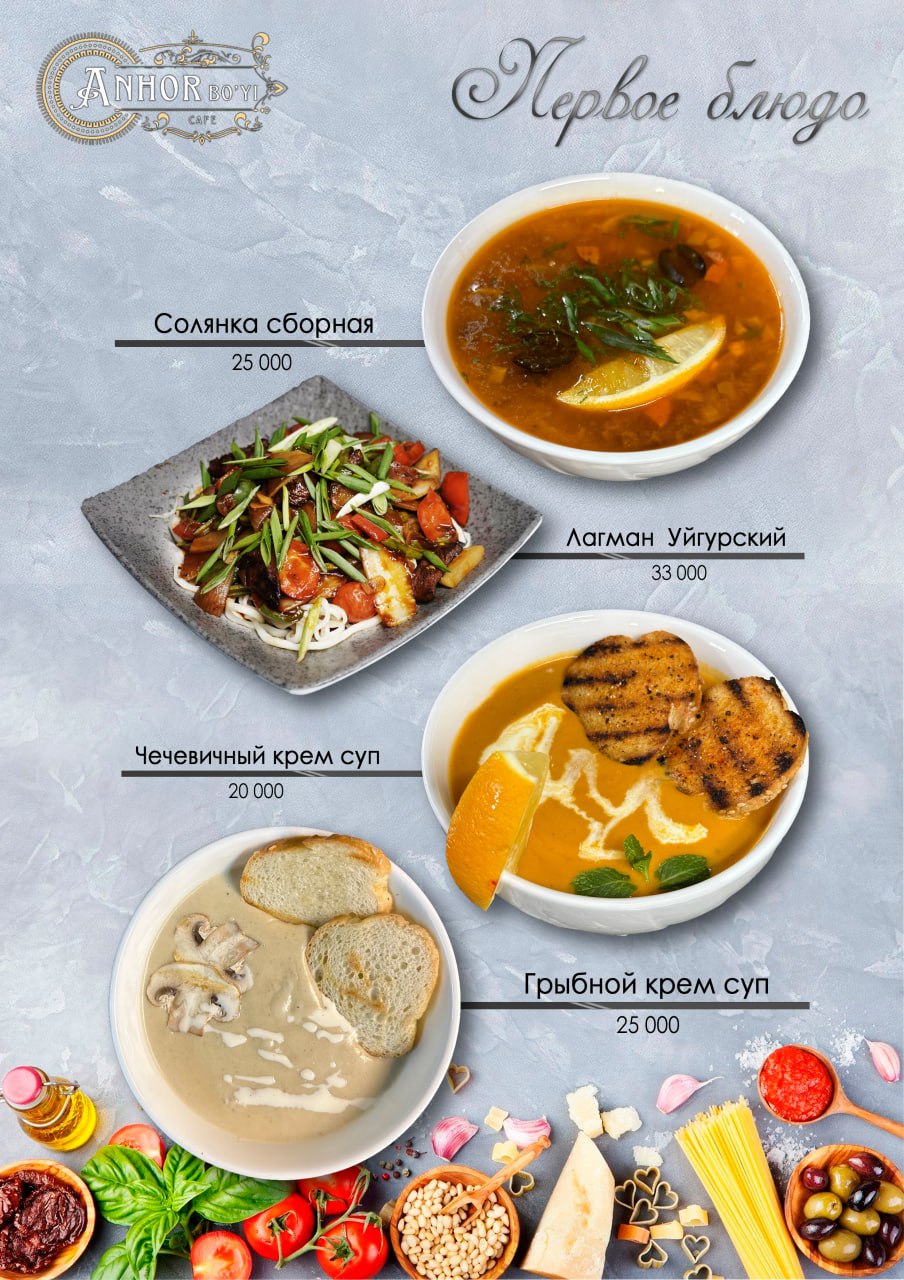 ANHOR BO'YI
CAFE
Первое блюдо
Солянка сборная
25 000
Лагман Уйгурский
33 000
Чечевичный крем суп
20 000
Грыбной крем суп
25 000